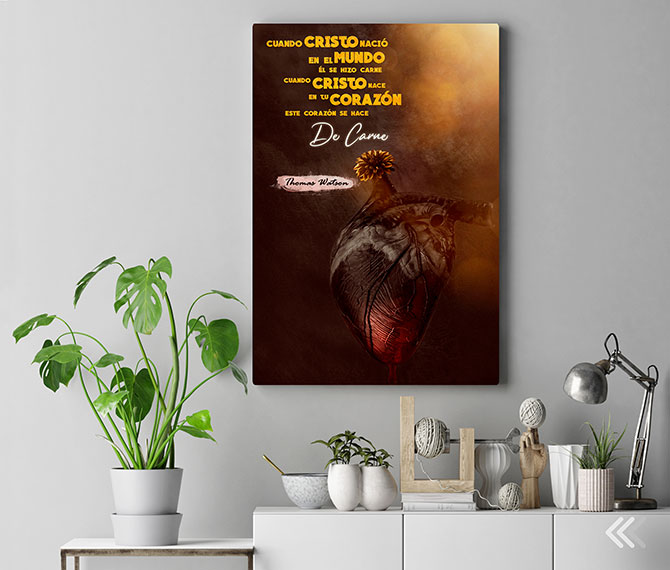 CUANDO CRISTO NACIÓ
EN EL MUNDO
ÉL SE HIZO CARNE
CUANDO CRISTO NACE
EN TU CORAZÓN
ESTE CORAZÓN SE HACE
De Carne
Thomas Watson